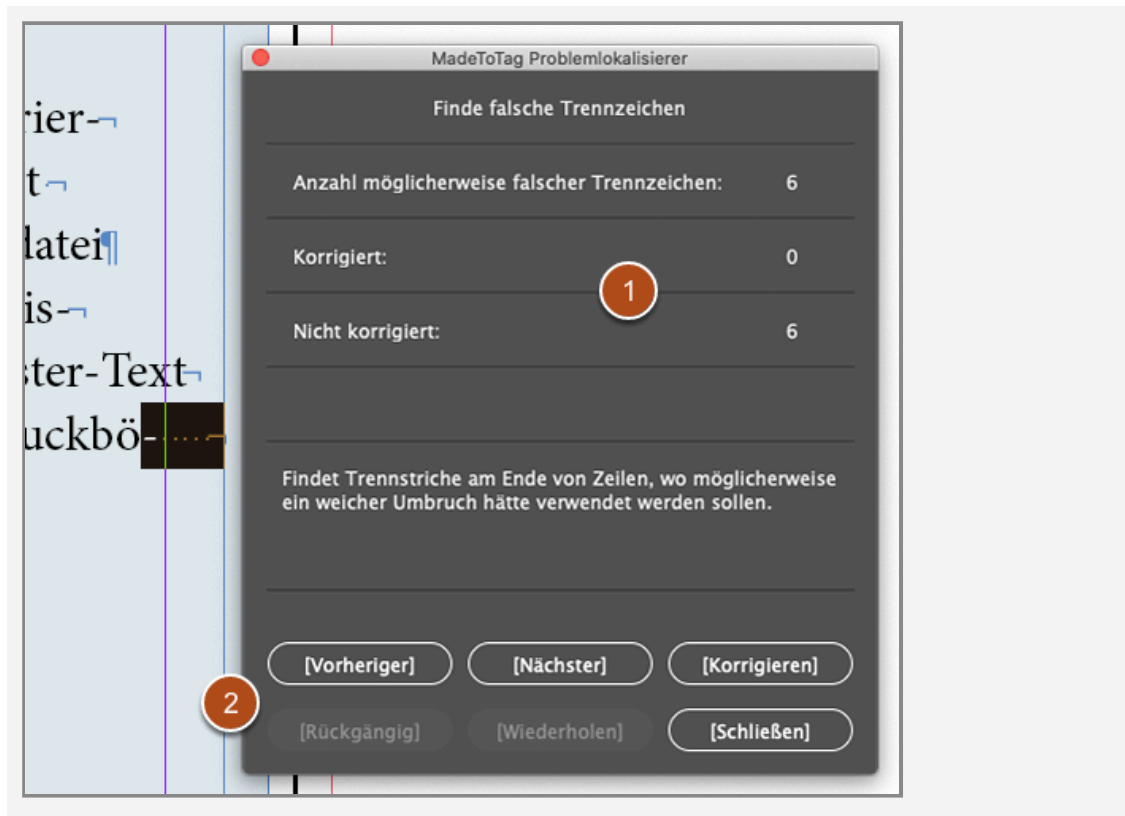 MadeToTag Problemlokalisierer
Finde falsche Trennzeichen
Anzahl möglicherweise falscher Trennzeichen: 6
Korrigiert: 0
1
Nicht korrigiert: 6
Findet Trennstriche am Ende von Zeilen, wo möglicherweise
ein weicher Umbruch hätte verwendet werden sollen.
[Vorheriger] [Nächster] [Korrigieren]
2
[Rückgängig] [Wiederholen] [Schließen]
rier-¬
t¬
datei¶
is-¬
ster-Text¬
uckbö-····¬